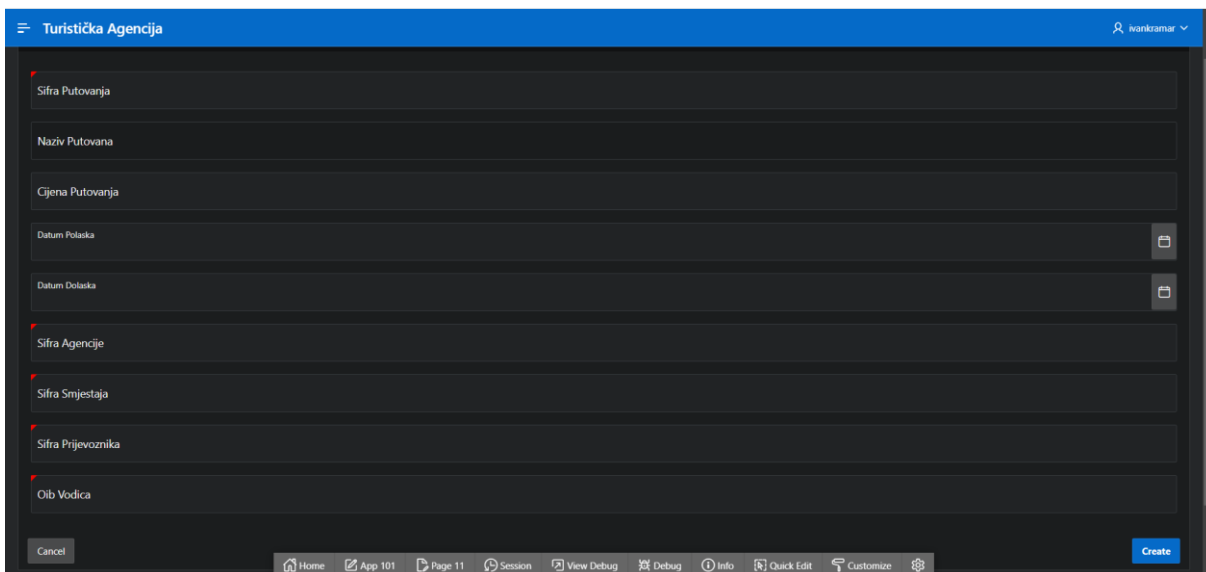 Turistička Agencija
ivankramar
Sifra Putovanja
Naziv Putovana
Cijena Putovanja
Datum Polaska
Datum Dolaska
Sifra Agencije
Sifra Smjestaja
Sifra Prijevoznika
Oib Vodica
Cancel
Create
Home App 101 Page 11 Session View Debug Debug Info Quick Edit Customize